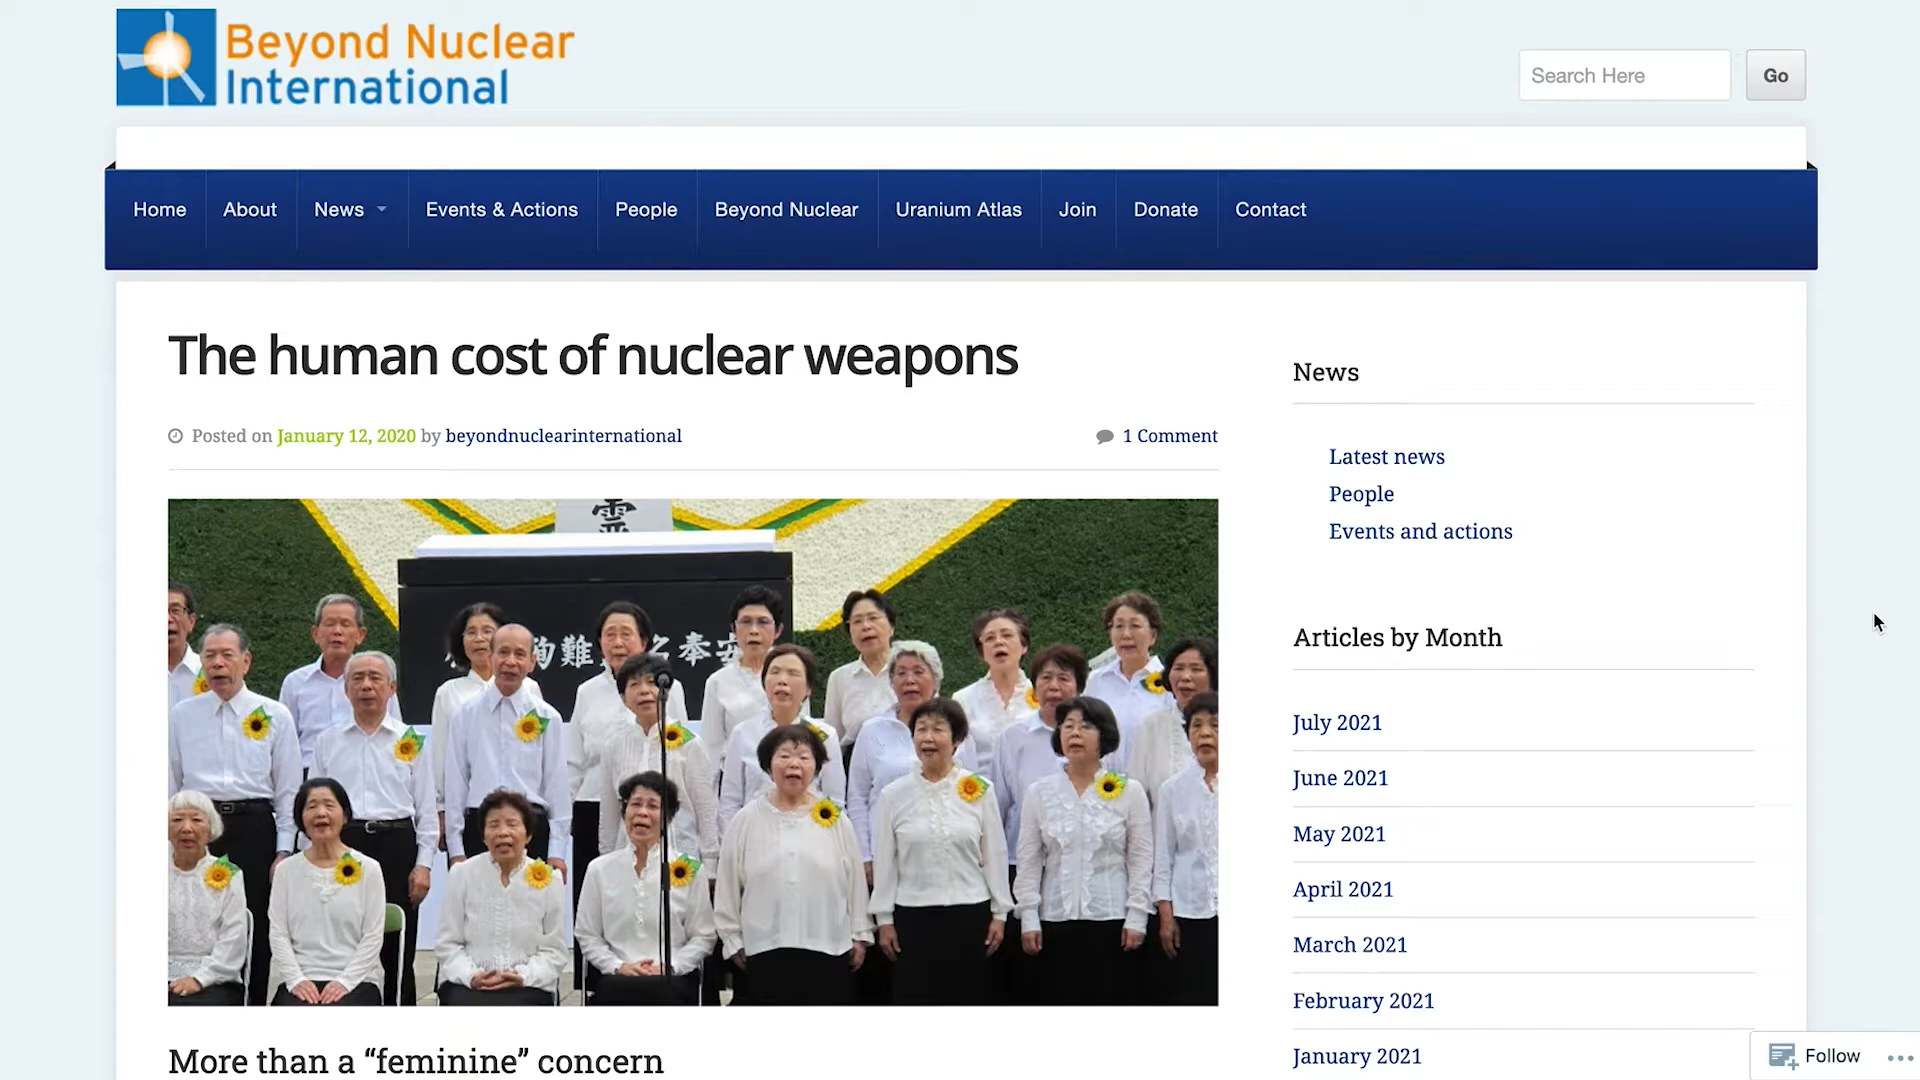 Beyond Nuclear
International
Search Here
Go
Home
About
News
Events & Actions
People
Beyond Nuclear
Uranium Atlas
Join
Donate
Contact
The human cost of nuclear weapons
Posted on January 12, 2020 by beyondnuclearinternational
1 Comment
霊
殉難
奉安
More than a “feminine” concern
News
Latest news
People
Events and actions
Articles by Month
July 2021
June 2021
May 2021
April 2021
March 2021
February 2021
January 2021
Follow